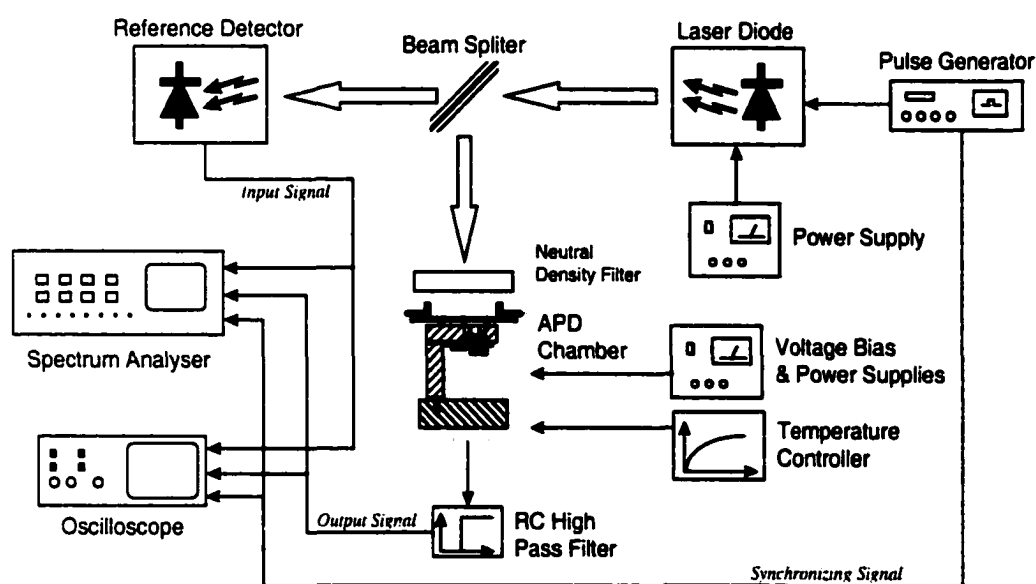 Reference Detector
Beam Spliter
Laser Diode
Pulse Generator
Input Signal
Power Supply
Neutral
Density Filter
Spectrum Analyser
APD
Chamber
Voltage Bias
& Power Supplies
Temperature
Controller
Oscilloscope
Output Signal
RC High
Pass Filter
Synchronizing Signal